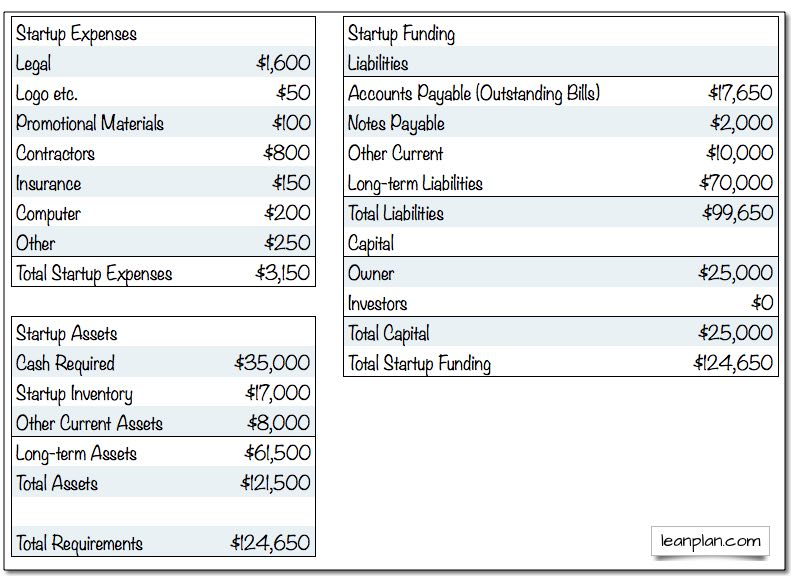 Startup Expenses
Legal $1,600
Logo etc. $50
Promotional Materials $100
Contractors $800
Insurance $150
Computer $200
Other $250
Total Startup Expenses $3,150
Startup Assets
Cash Required $35,000
Startup Inventory $17,000
Other Current Assets $8,000
Long-term Assets $61,500
Total Assets $121,500
Total Requirements $124,650
Startup Funding
Liabilities
Accounts Payable (Outstanding Bills) $17,650
Notes Payable $2,000
Other Current $10,000
Long-term Liabilities $70,000
Total Liabilities $99,650
Capital
Owner $25,000
Investors $0
Total Capital $25,000
Total Startup Funding $124,650
leanplan.com